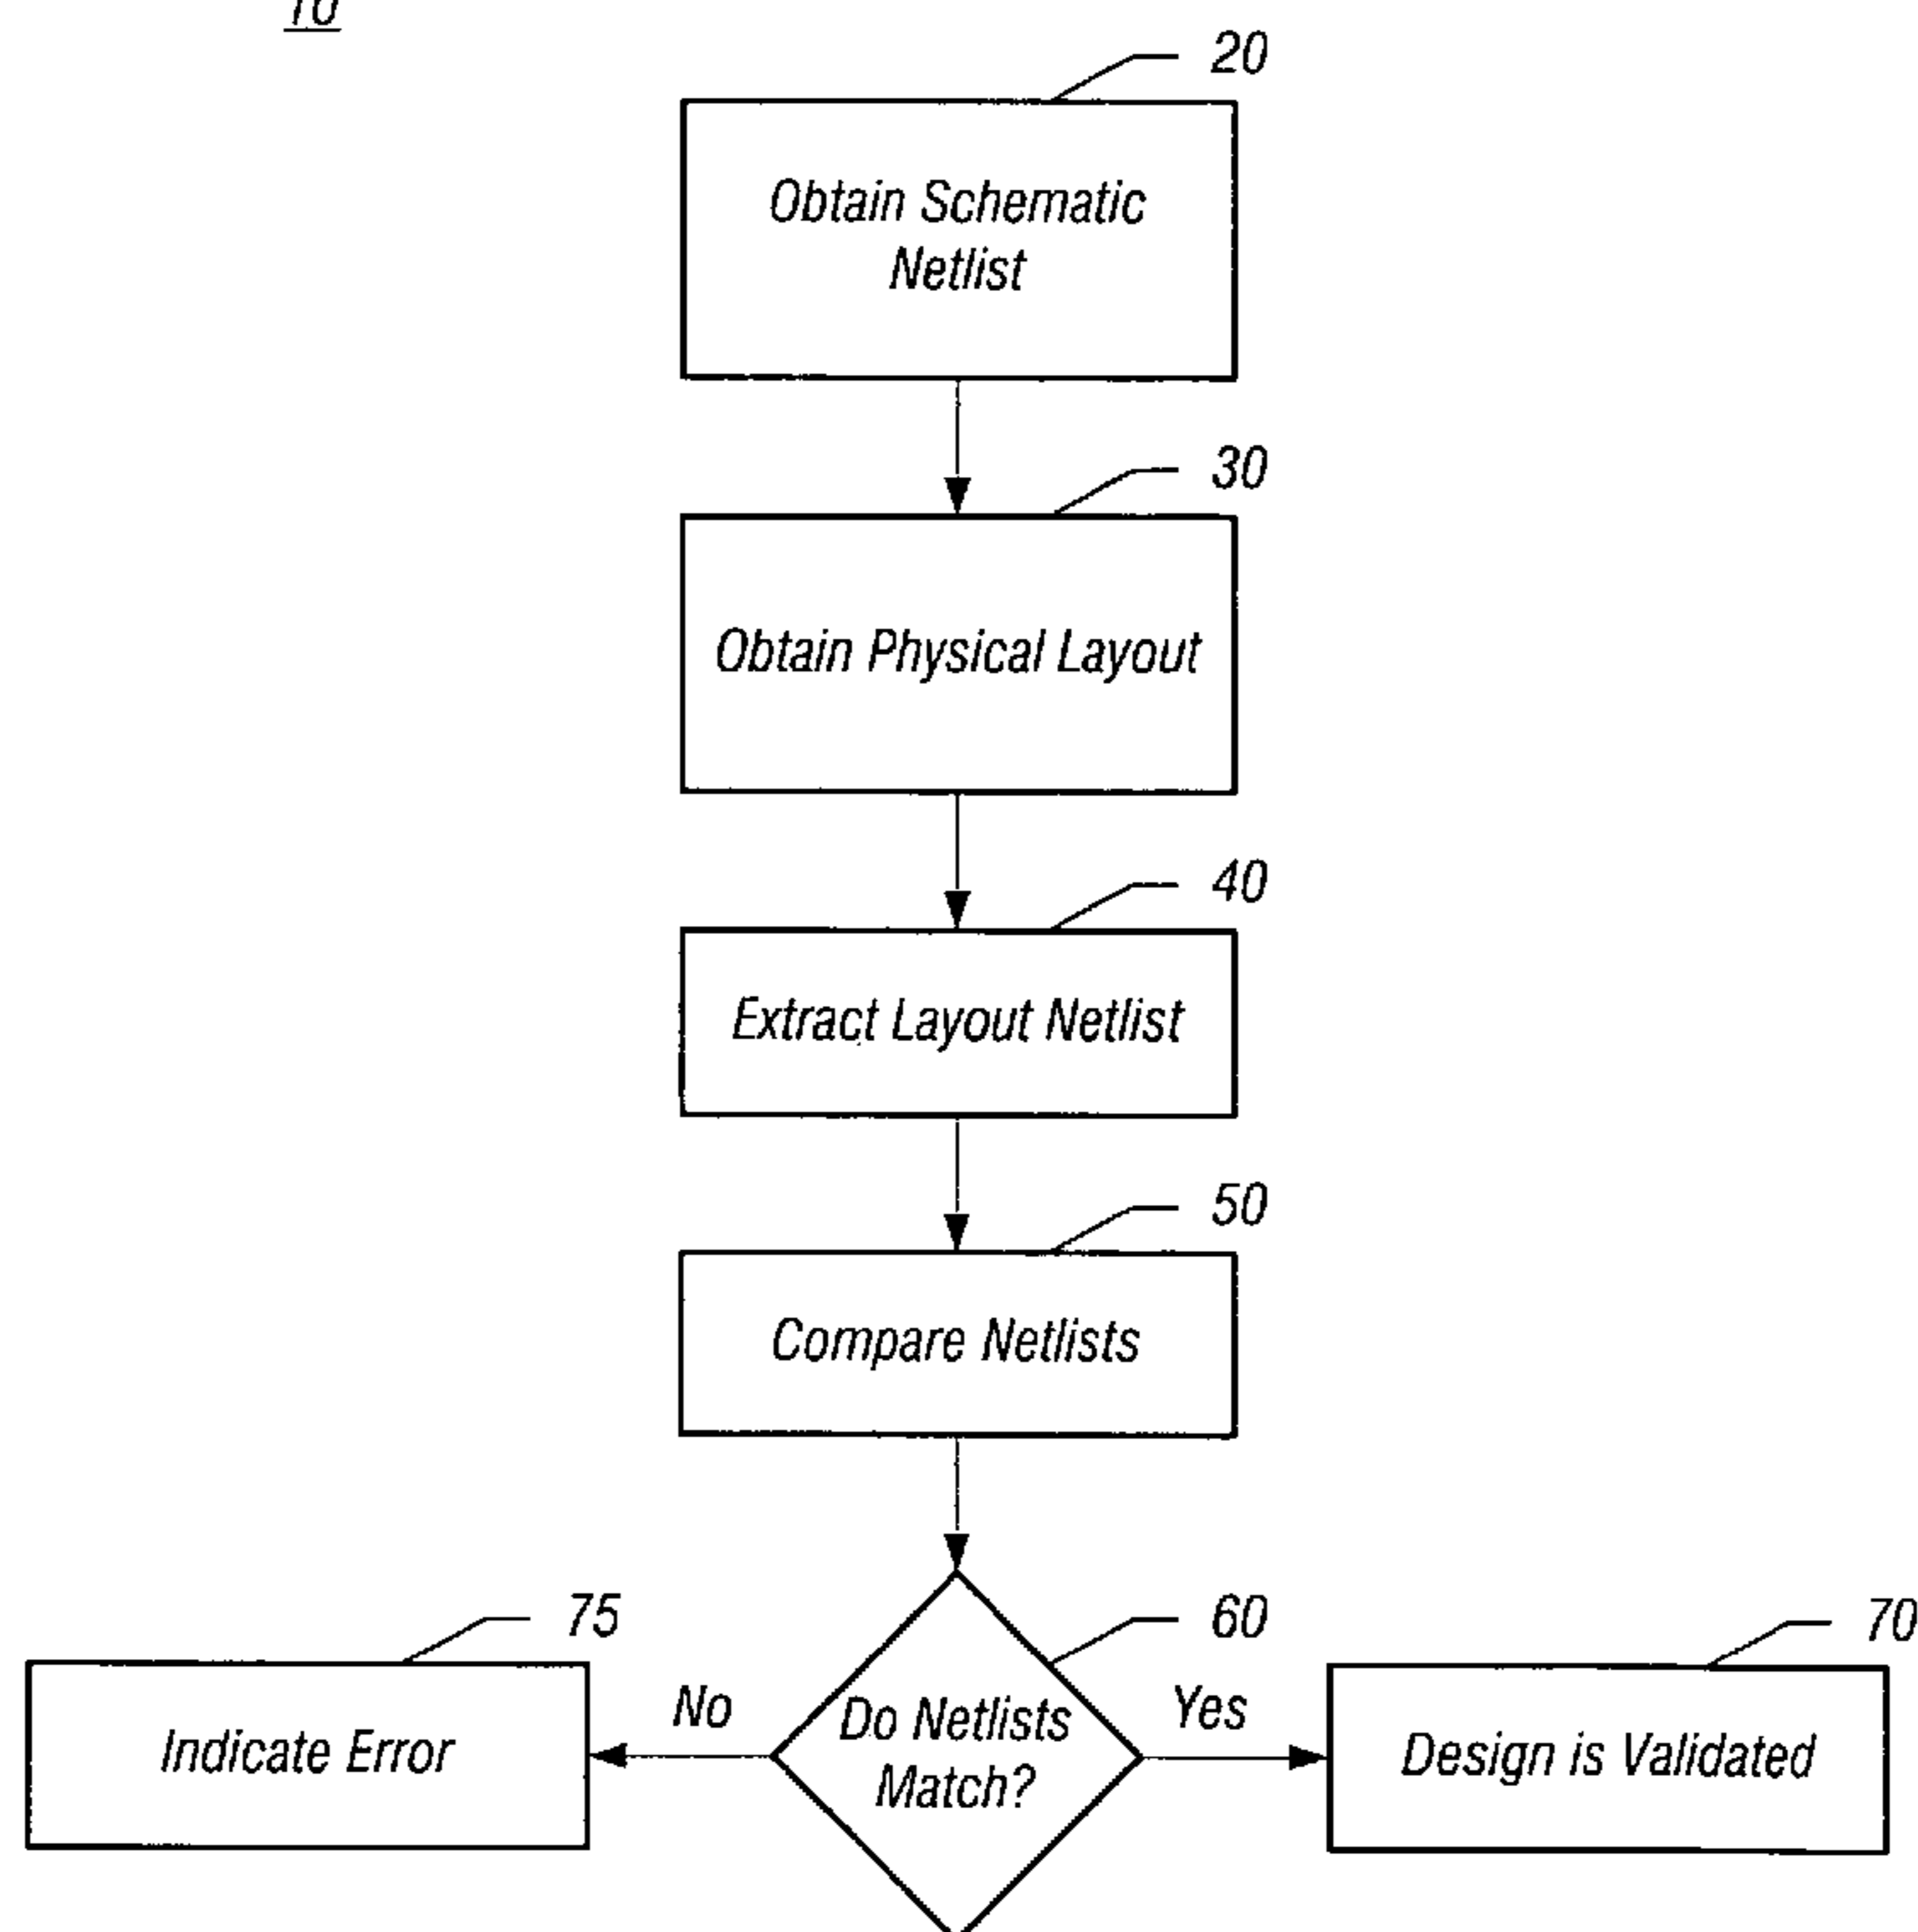 10
20
Obtain Schematic
Netlist
30
Obtain Physical Layout
40
Extract Layout Netlist
50
Compare Netlists
75
60
70
No
Yes
Do Netlists
Match?
Indicate Error
Design is Validated